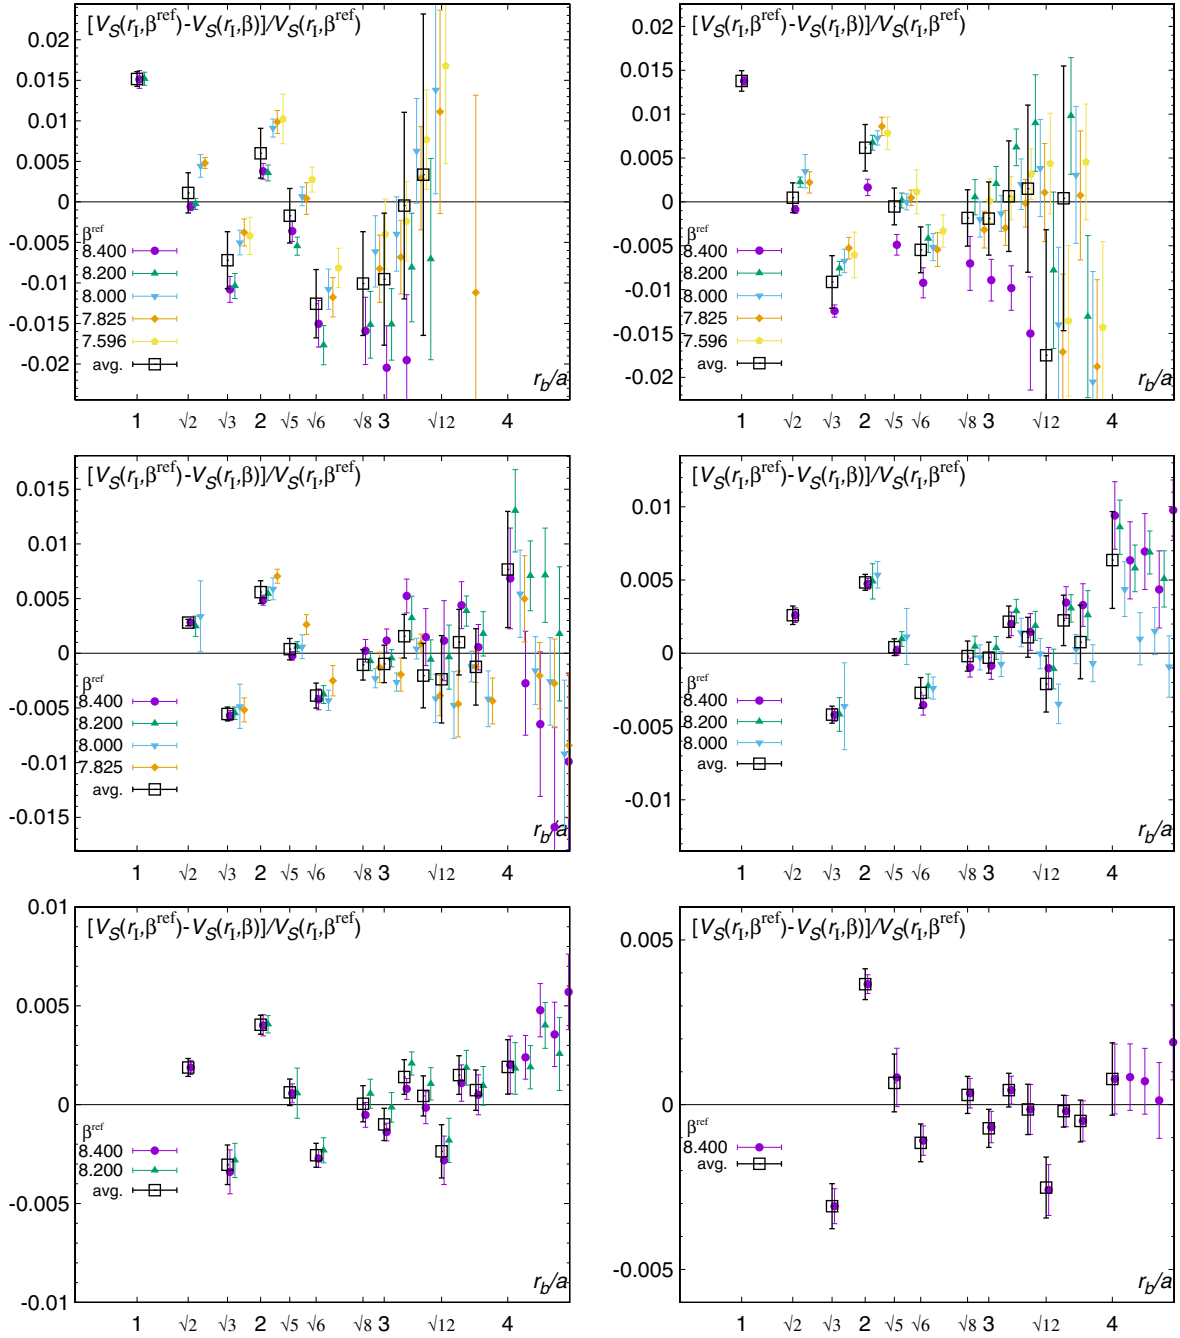 [V_S(r_I,β^ref)-V_S(r_I,β)]/V_S(r_I,β^ref)
0.02
0.015
0.01
0.005
0
-0.005
-0.01
-0.015
-0.02
β^ref
8.400
8.200
8.000
7.825
7.596
avg.
r_b/a
1 √2 √3 2 √5 √6 √8 3 √12 4
[V_S(r_I,β^ref)-V_S(r_I,β)]/V_S(r_I,β^ref)
0.02
0.015
0.01
0.005
0
-0.005
-0.01
-0.015
-0.02
β^ref
8.400
8.200
8.000
7.825
7.596
avg.
r_b/a
1 √2 √3 2 √5 √6 √8 3 √12 4
[V_S(r_I,β^ref)-V_S(r_I,β)]/V_S(r_I,β^ref)
0.015
0.01
0.005
0
-0.005
-0.01
-0.015
β^ref
8.400
8.200
8.000
7.825
avg.
r_b/a
1 √2 √3 2 √5 √6 √8 3 √12 4
[V_S(r_I,β^ref)-V_S(r_I,β)]/V_S(r_I,β^ref)
0.01
0.005
0
-0.005
-0.01
β^ref
8.400
8.200
8.000
avg.
r_b/a
1 √2 √3 2 √5 √6 √8 3 √12 4
[V_S(r_I,β^ref)-V_S(r_I,β)]/V_S(r_I,β^ref)
0.01
0.005
0
-0.005
-0.01
β^ref
8.400
8.200
avg.
r_b/a
1 √2 √3 2 √5 √6 √8 3 √12 4
[V_S(r_I,β^ref)-V_S(r_I,β)]/V_S(r_I,β^ref)
0.005
0
-0.005
β^ref
8.400
avg.
r_b/a
1 √2 √3 2 √5 √6 √8 3 √12 4